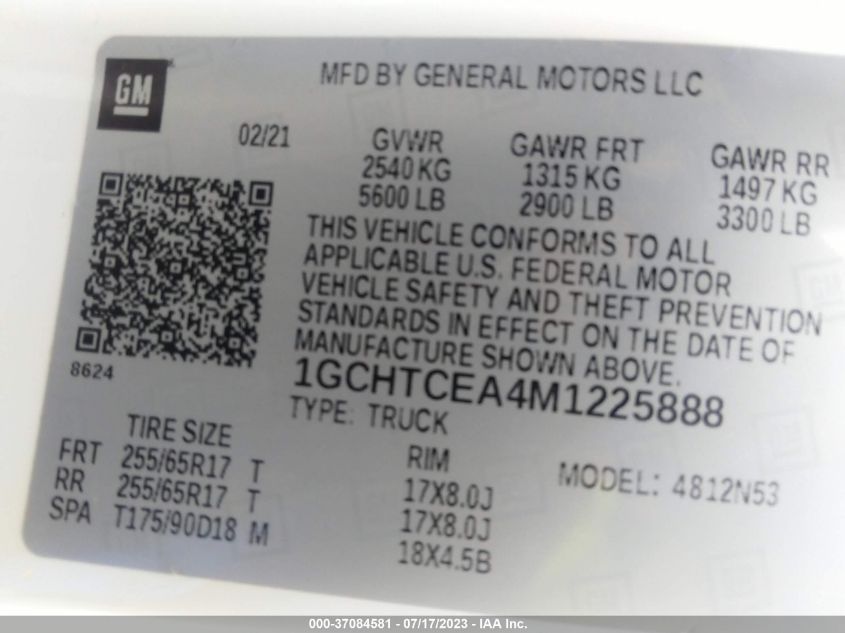 GM
MFD BY GENERAL MOTORS LLC
02/21 GVWR GAWR FRT GAWR RR
2540 KG 1315 KG 1497 KG
5600 LB 2900 LB 3300 LB
THIS VEHICLE CONFORMS TO ALL
APPLICABLE U.S. FEDERAL MOTOR
VEHICLE SAFETY AND THEFT PREVENTION
STANDARDS IN EFFECT ON THE DATE OF
MANUFACTURE SHOWN ABOVE.
8624
1GCHTCEA4M1225888
TYPE: TRUCK
TIRE SIZE RIM MODEL: 4812N53
FRT 255/65R17 T 17X8.0J
RR 255/65R17 T 17X8.0J
SPA T175/90D18 M 18X4.5B
000-37084581 - 07/17/2023 - IAA Inc.